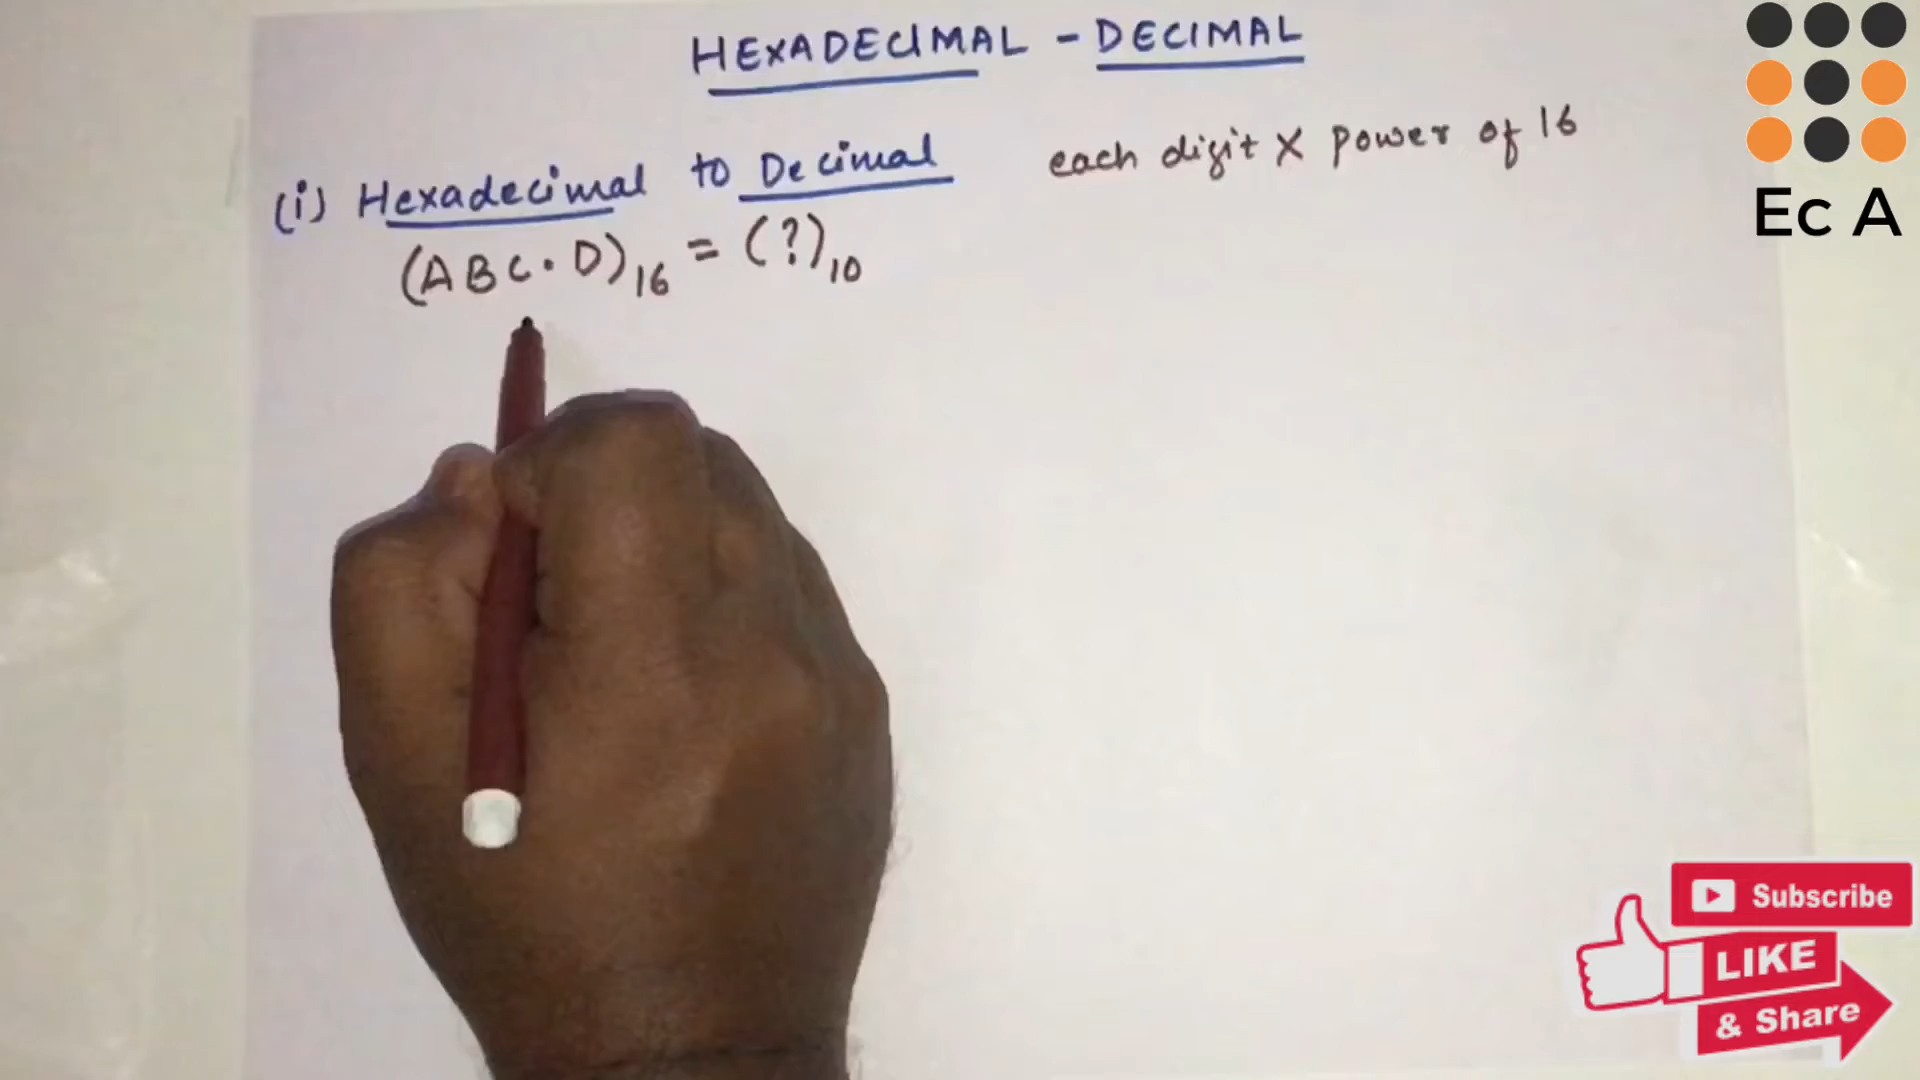 HEXADECIMAL - DECIMAL
(i) Hexadecimal to Decimal
each digit X power of 16
(ABC.D)16 = (?)10
Ec A
Subscribe
LIKE
& Share